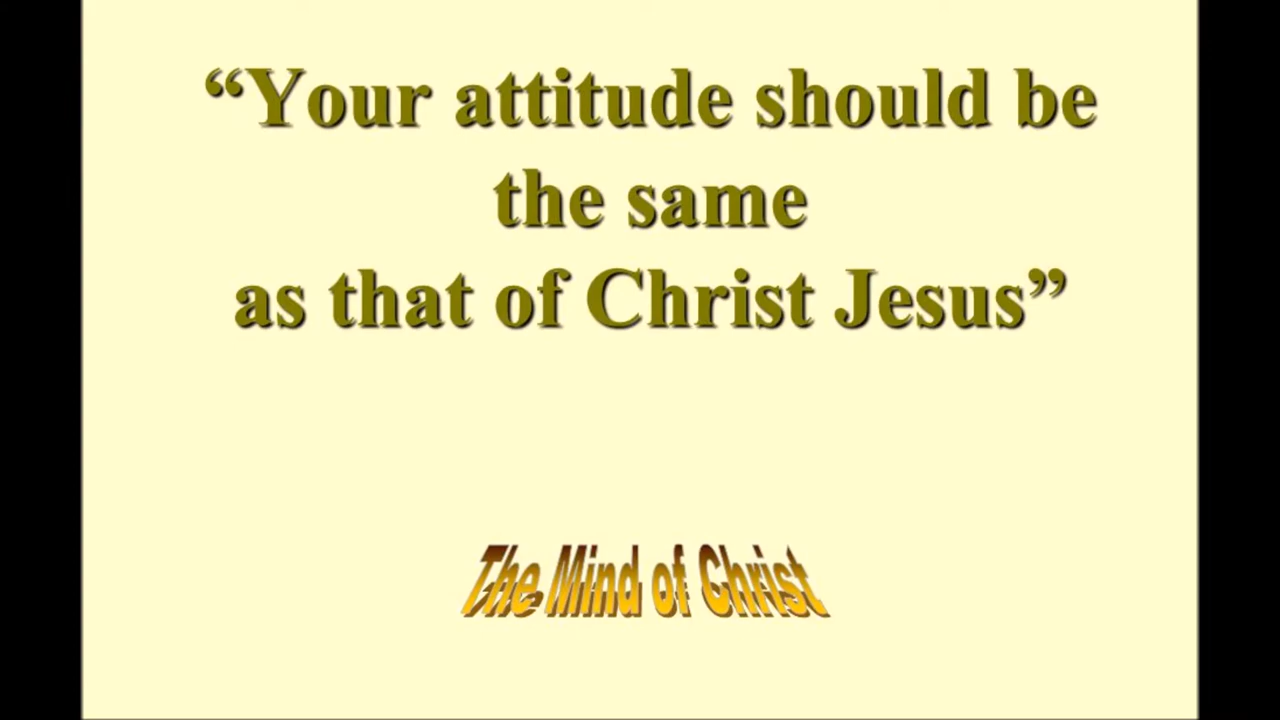 “Your attitude should be
the same
as that of Christ Jesus”
The Mind of Christ